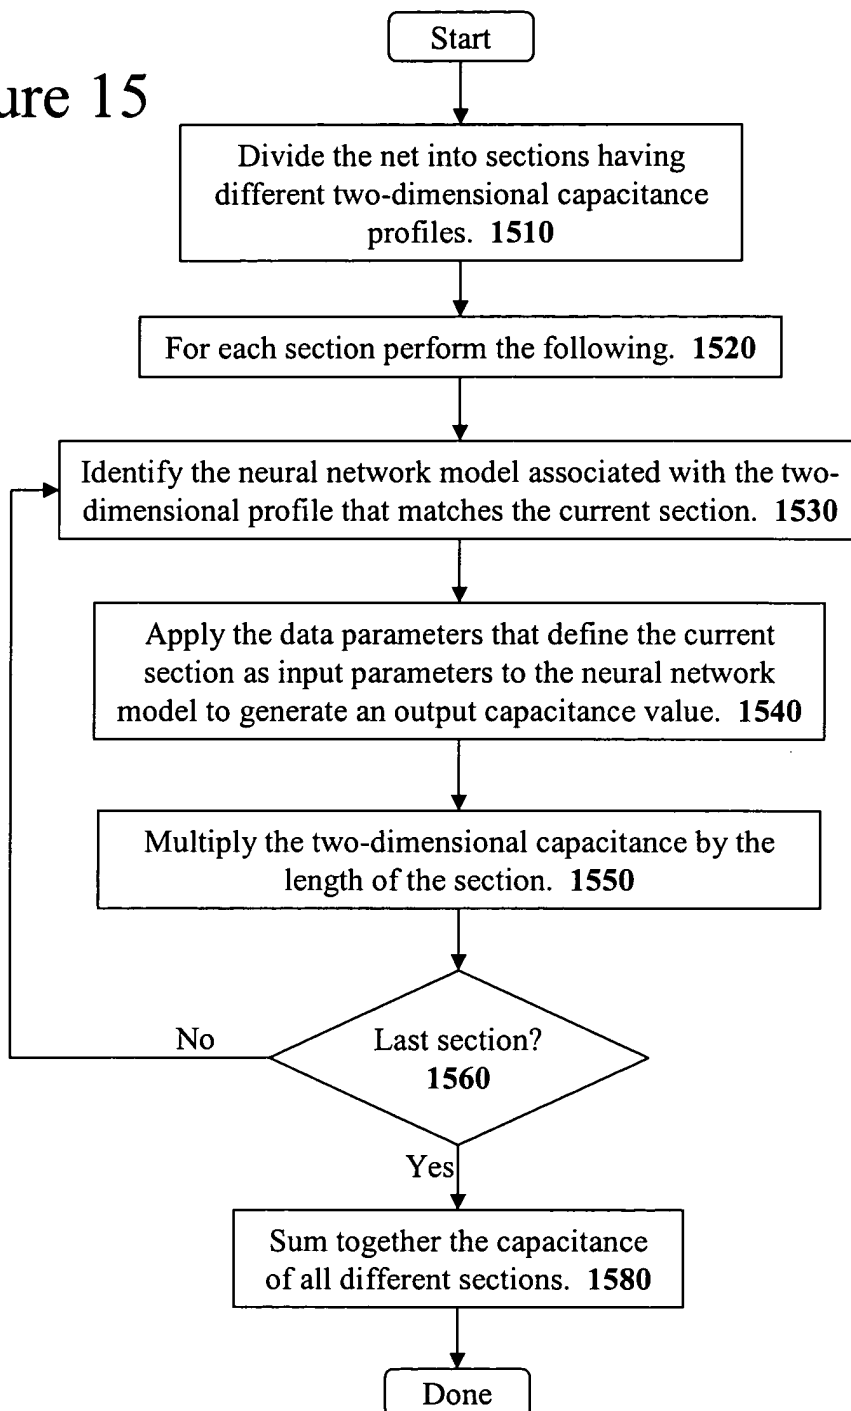 Start
ure 15
Divide the net into sections having
different two-dimensional capacitance
profiles. 1510
For each section perform the following. 1520
Identify the neural network model associated with the two-
dimensional profile that matches the current section. 1530
Apply the data parameters that define the current
section as input parameters to the neural network
model to generate an output capacitance value. 1540
Multiply the two-dimensional capacitance by the
length of the section. 1550
No
Last section?
1560
Yes
Sum together the capacitance
of all different sections. 1580
Done